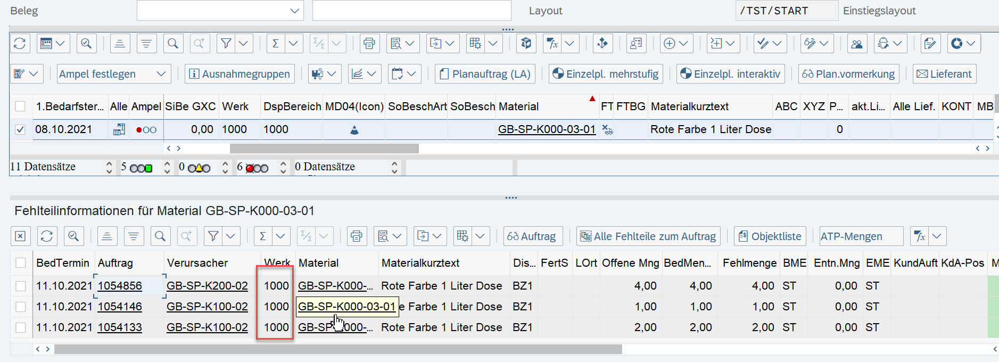 Beleg Layout /TST/START Einstiegslayout
Ampel festlegen Ausnahmegruppen Planauftrag (LA) Einzelpl. mehrstufig Einzelpl. interaktiv Plan.vormerkung Lieferant
1.Bedarfster... Alle Ampel SiBe GXC Werk DspBereich MD04(Icon) SoBeschArt SoBesch Material FT FTBG Materialkurztext ABC XYZ P... akt.Li... Alle Lief. KONT MB
08.10.2021 0,00 1000 1000 GB-SP-K000-03-01 Rote Farbe 1 Liter Dose 0
11 Datensätze 5 0 6 0 Datensätze
Fehlteilinformationen für Material GB-SP-K000-03-01
Auftrag Alle Fehlteile zum Auftrag Objektliste ATP-Mengen
BedTermin Auftrag Verursacher Werk Material Materialkurztext Dis... FertS LOrt Offene Mng BedMen... Fehlmenge BME Entn.Mng EME KundAuft KdA-Pos M
11.10.2021 1054856 GB-SP-K200-02 1000 GB-SP-K000-... Rote Farbe 1 Liter Dose BZ1 4,00 4,00 4,00 ST 0,00 ST
11.10.2021 1054146 GB-SP-K100-02 1000 GB-SP-K000-03-01 e Farbe 1 Liter Dose BZ1 1,00 1,00 1,00 ST 0,00 ST
11.10.2021 1054133 GB-SP-K100-02 1000 GB-SP-K000-... Rote Farbe 1 Liter Dose BZ1 2,00 2,00 2,00 ST 0,00 ST